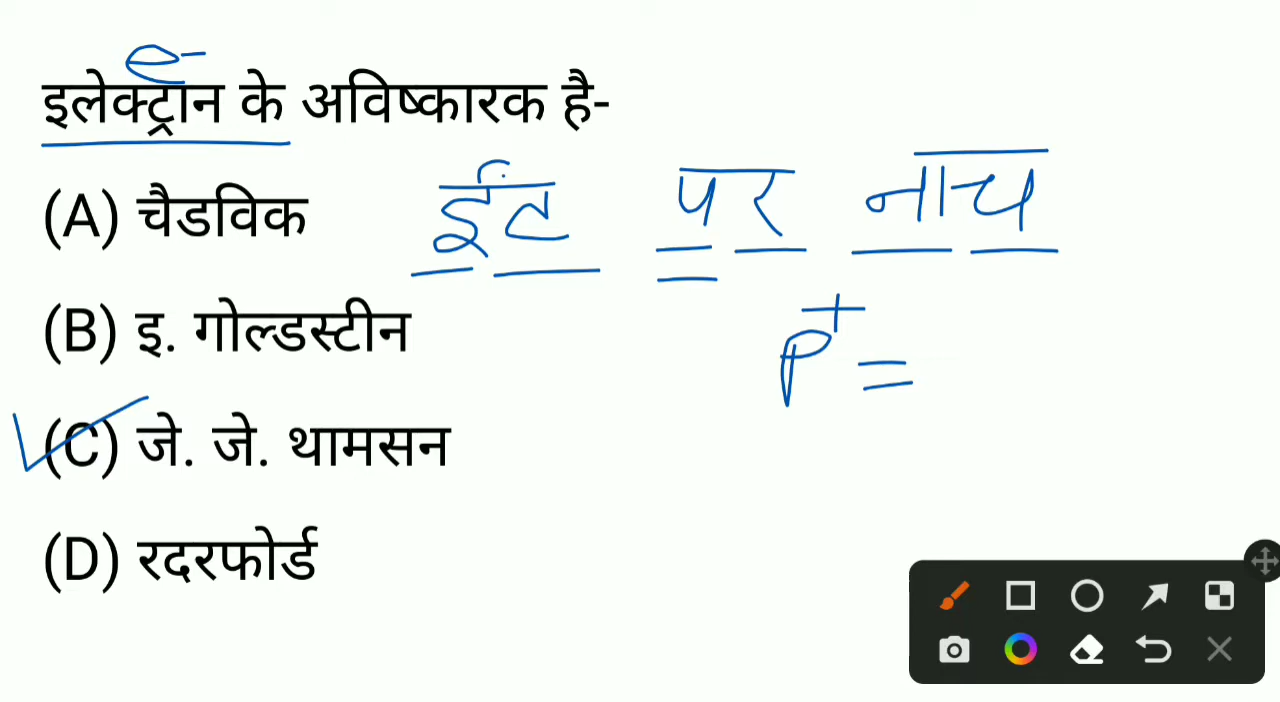 e-
इलेक्ट्रान के अविष्कारक है-
(A) चैडविक
ईंट पर नाच
(B) इ. गोल्डस्टीन
P+ =
(C) जे. जे. थामसन
(D) रदरफोर्ड